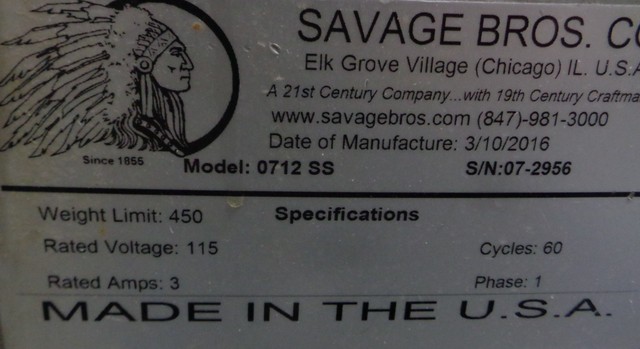 SAVAGE BROS. CO
Elk Grove Village (Chicago) IL. U.S.A
A 21st Century Company...with 19th Century Craftma
www.savagebros.com (847)-981-3000
Date of Manufacture: 3/10/2016
Since 1855
Model: 0712 SS S/N:07-2956
Weight Limit: 450 Specifications
Rated Voltage: 115 Cycles: 60
Rated Amps: 3 Phase: 1
MADE IN THE U.S.A.